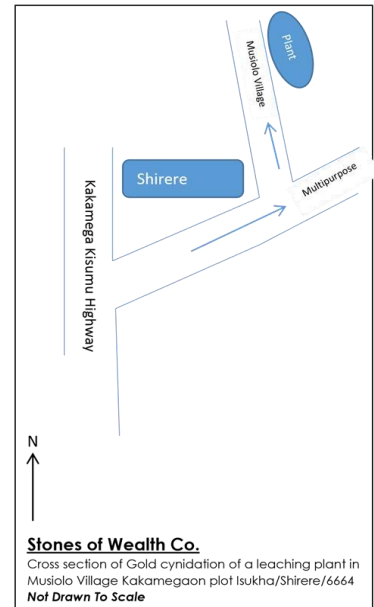 Plant
Musiolo Village
Shirere
Multipurpose
Kakamega Kisumu Highway
N
Stones of Wealth Co.
Cross section of Gold cynidation of a leaching plant in
Musiolo Village Kakamegaon plot Isukha/Shirere/6664
Not Drawn To Scale